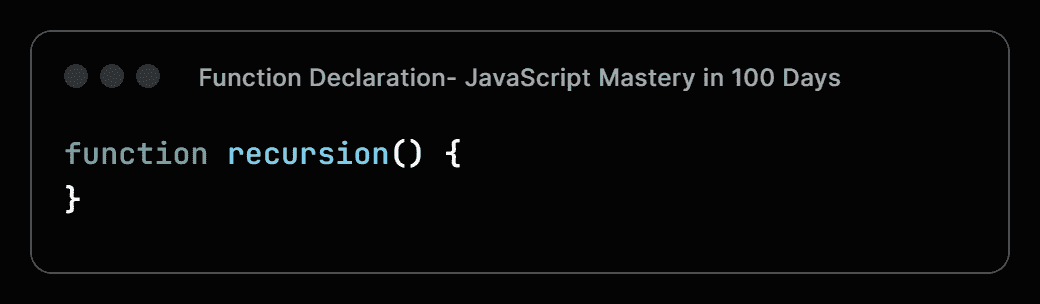 Function Declaration- JavaScript Mastery in 100 Days
function recursion() {
}